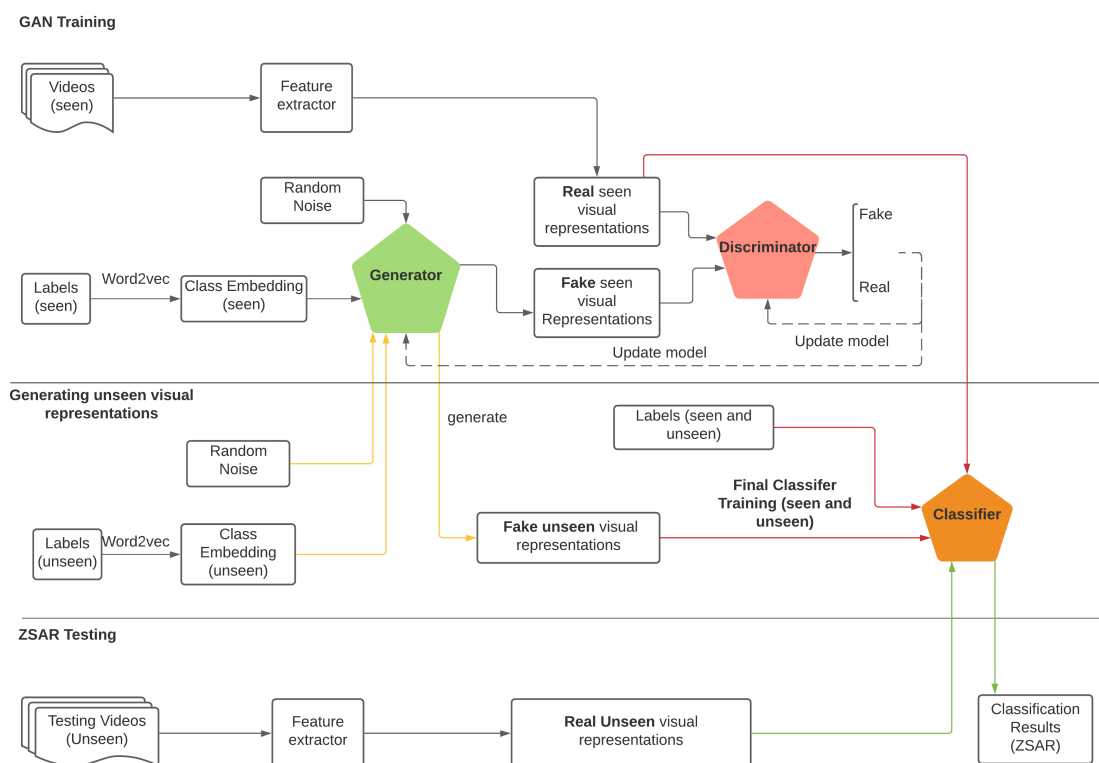 GAN Training
Videos
(seen)
Feature
extractor
Random
Noise
Real seen
visual
representations
Discriminator
Fake
Real
Labels
(seen)
Word2vec
Class Embedding
(seen)
Generator
Fake seen
visual
Representations
Update model
Update model
Generating unseen visual
representations
generate
Labels (seen and
unseen)
Random
Noise
Final Classifer
Training (seen and
unseen)
Classifier
Labels
(unseen)
Word2vec
Class
Embedding
(unseen)
Fake unseen visual
representations
ZSAR Testing
Testing Videos
(Unseen)
Feature
extractor
Real Unseen visual
representations
Classification
Results
(ZSAR)